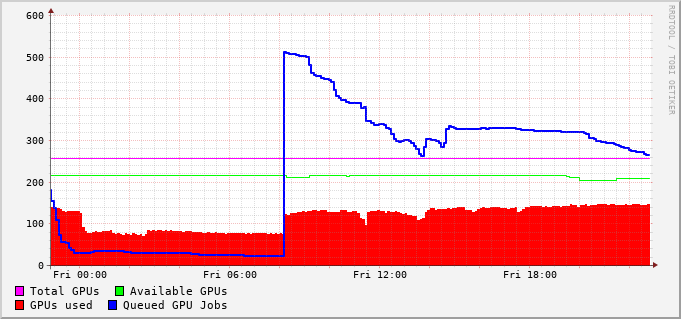 600
500
400
300
200
100
0
Fri 00:00 Fri 06:00 Fri 12:00 Fri 18:00
Total GPUs Available GPUs
GPUs used Queued GPU Jobs
RRDTOOL / TOBI OETIKER